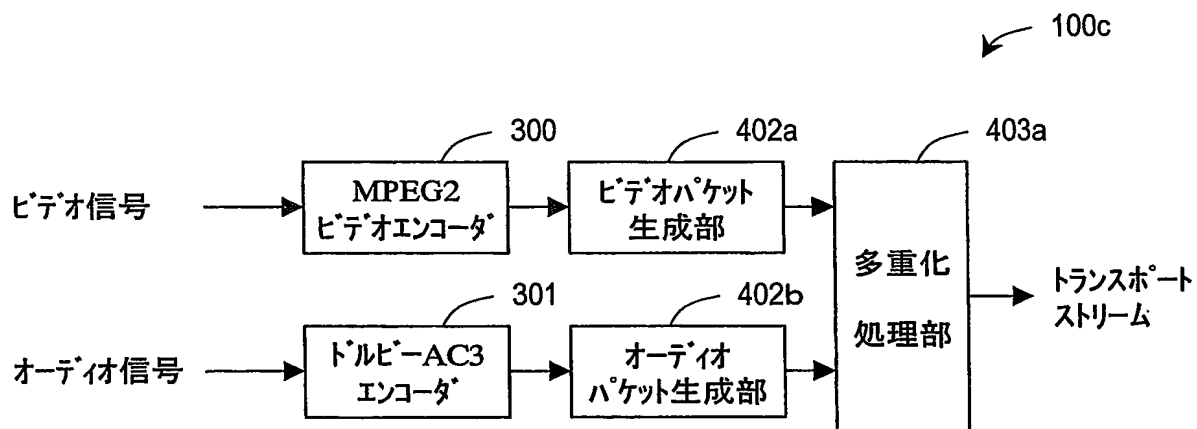 100c
300
402a
403a
ビデオ信号
MPEG2
ビデオエンコーダ
ビデオパケット
生成部
多重化
処理部
トランスポート
ストリーム
301
402b
オーディオ信号
ドルビーAC3
エンコーダ
オーディオ
パケット生成部